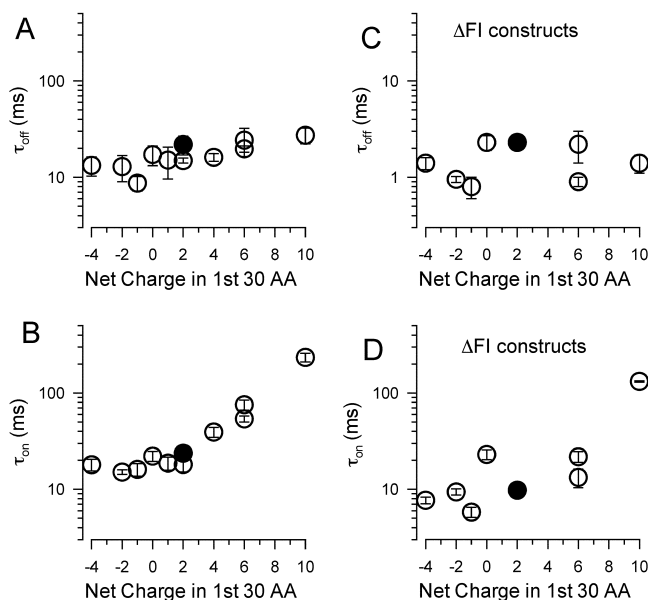 A
τoff (ms)
100
10
-4 -2 0 2 4 6 8 10
Net Charge in 1st 30 AA
C
ΔFI constructs
τoff (ms)
10
1
-4 -2 0 2 4 6 8 10
Net Charge in 1st 30 AA
B
τon (ms)
100
10
-4 -2 0 2 4 6 8 10
Net Charge in 1st 30 AA
D
ΔFI constructs
τon (ms)
100
10
-4 -2 0 2 4 6 8 10
Net Charge in 1st 30 AA